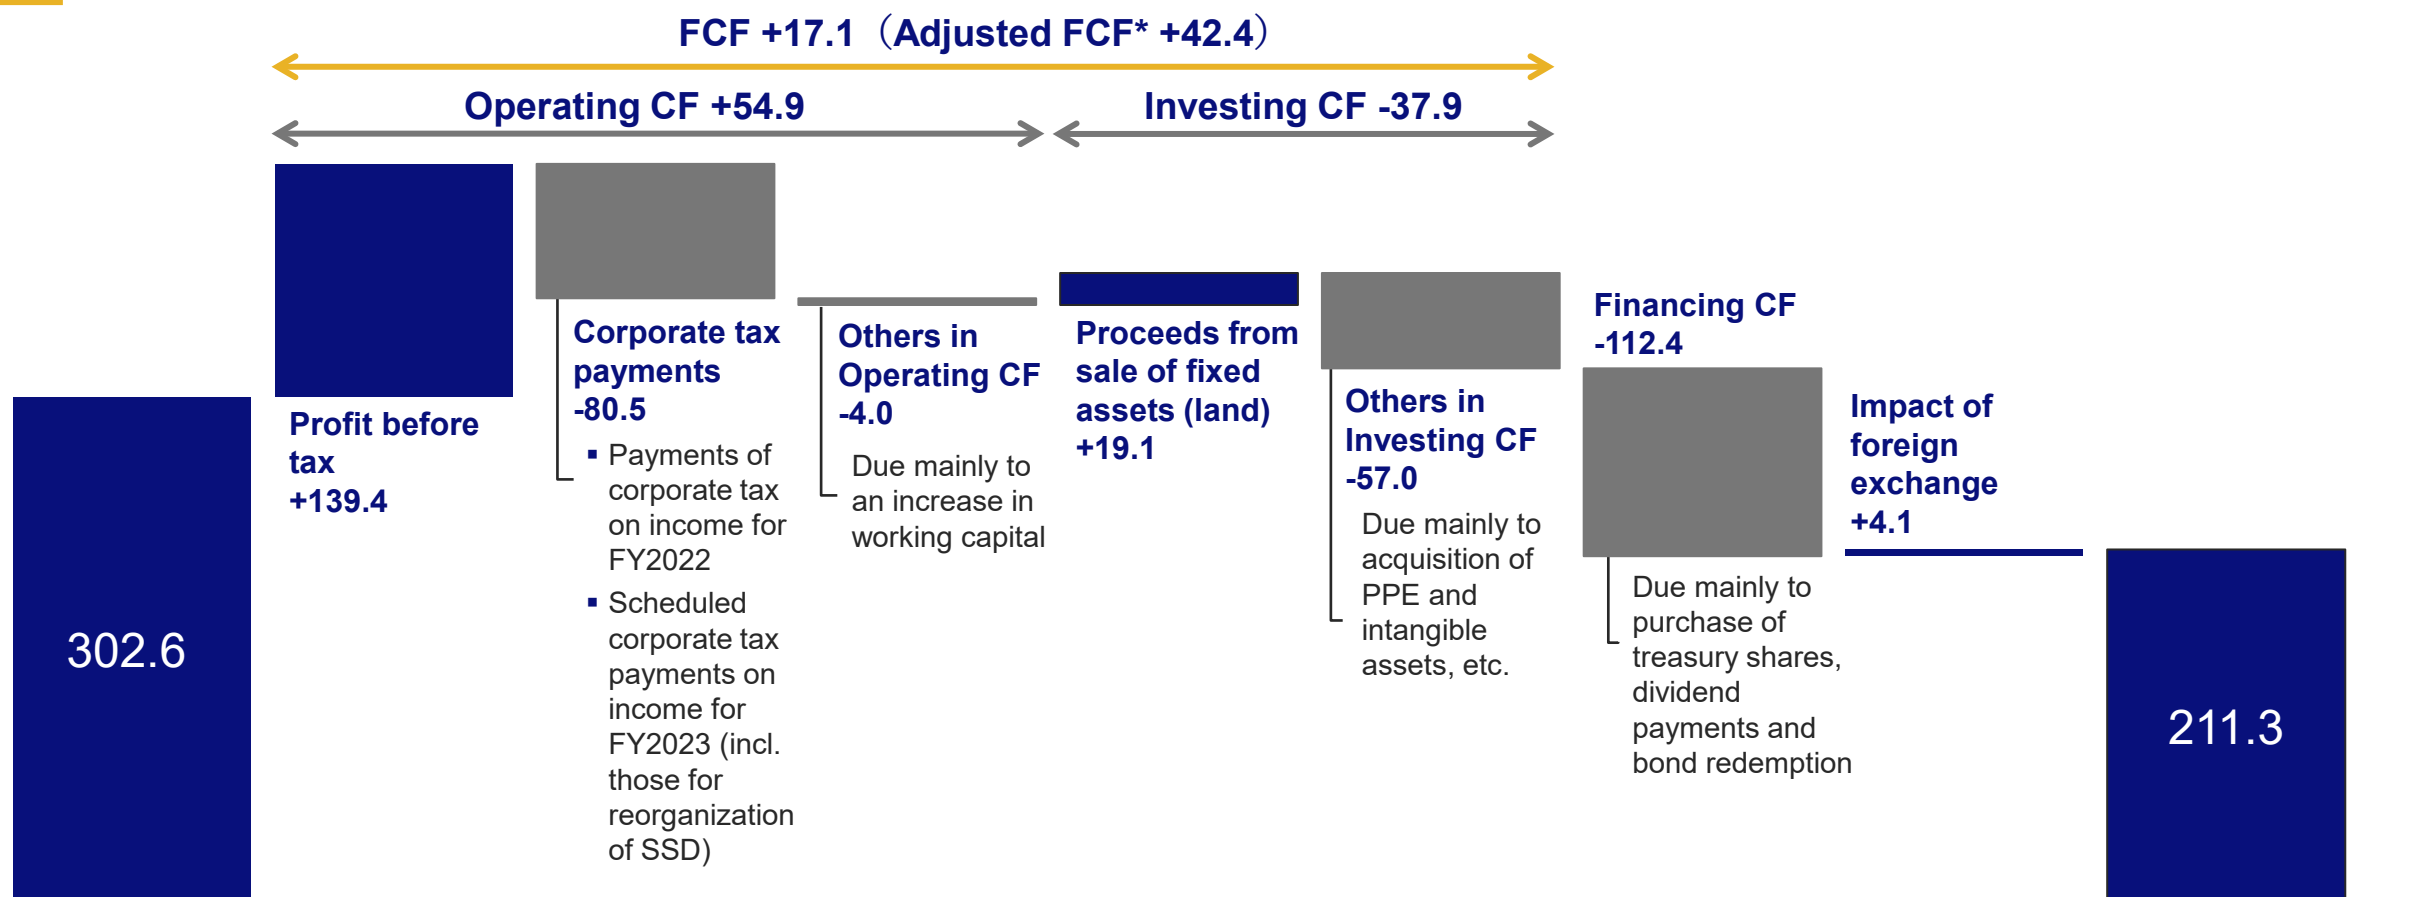 FCF +17.1（Adjusted FCF* +42.4）
Operating CF +54.9
Investing CF -37.9
302.6
Profit before
tax
+139.4
Corporate tax
payments
-80.5
▪ Payments of
corporate tax
on income for
FY2022
▪ Scheduled
corporate tax
payments on
income for
FY2023 (incl.
those for
reorganization
of SSD)
Others in
Operating CF
-4.0
Due mainly to
an increase in
working capital
Proceeds from
sale of fixed
assets (land)
+19.1
Others in
Investing CF
-57.0
Due mainly to
acquisition of
PPE and
intangible
assets, etc.
Financing CF
-112.4
Due mainly to
purchase of
treasury shares,
dividend
payments and
bond redemption
Impact of
foreign
exchange
+4.1
211.3